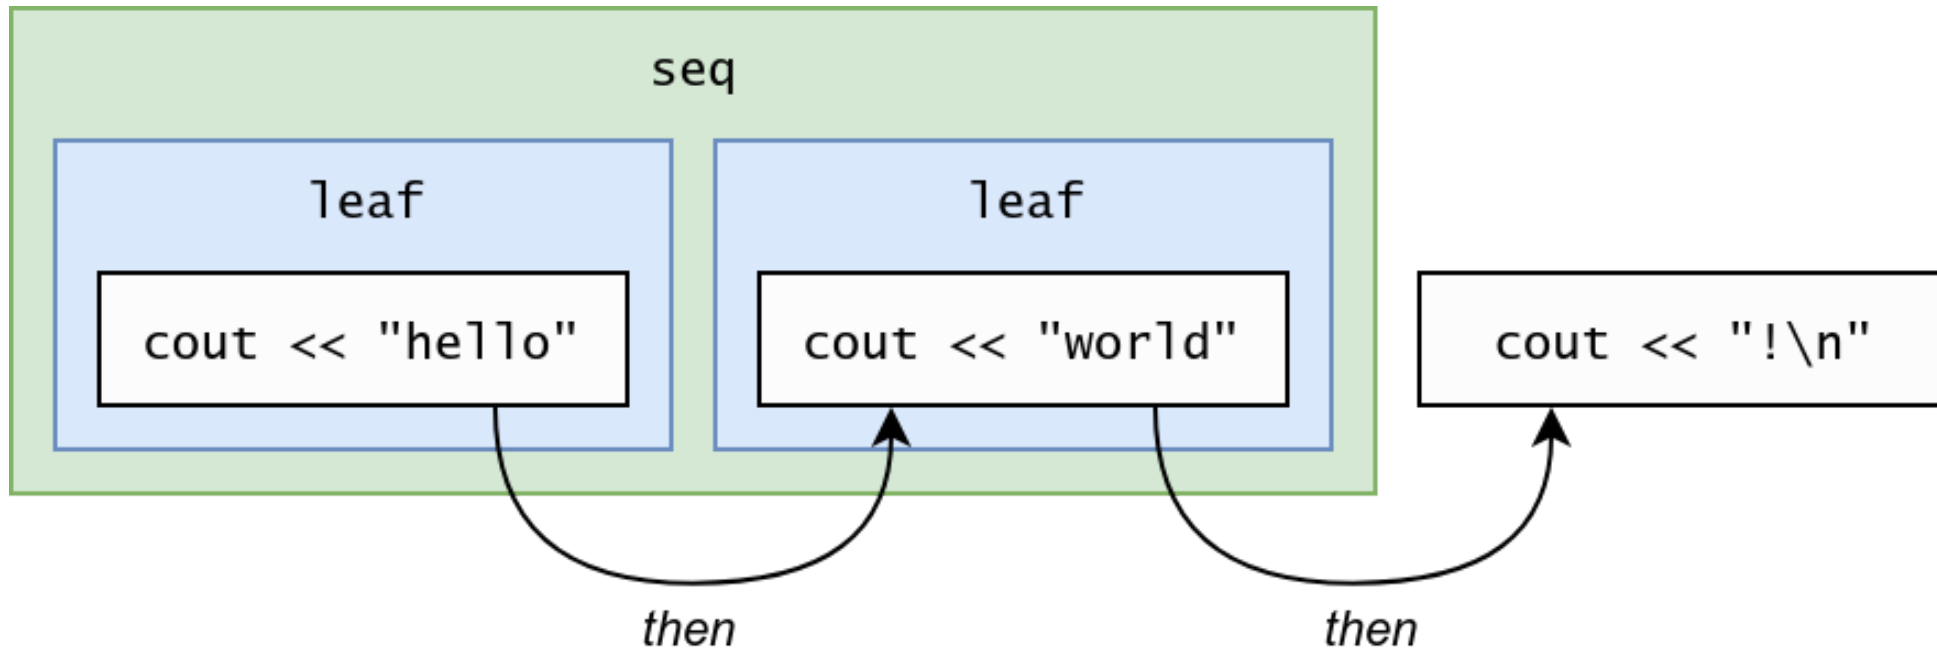 seq
leaf
leaf
cout << "hello"
cout << "world"
cout << "!\n"
then
then